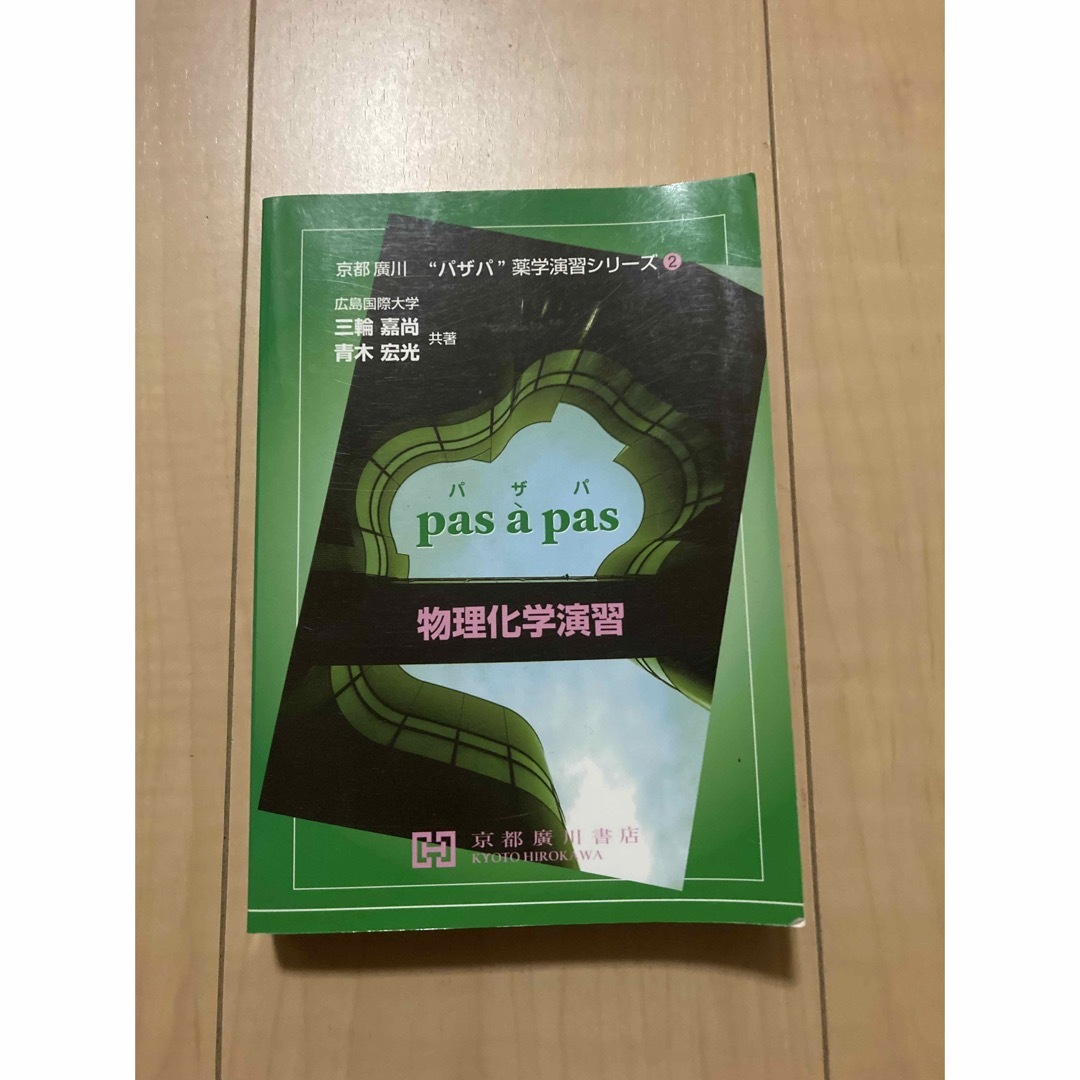 京都 廣川 “パザパ” 薬学演習シリーズ ②
広島国際大学
三輪 嘉尚
青木 宏光
共著
パザパ
pas à pas
物理化学演習
京都廣川書店
KYOTO HIROKAWA